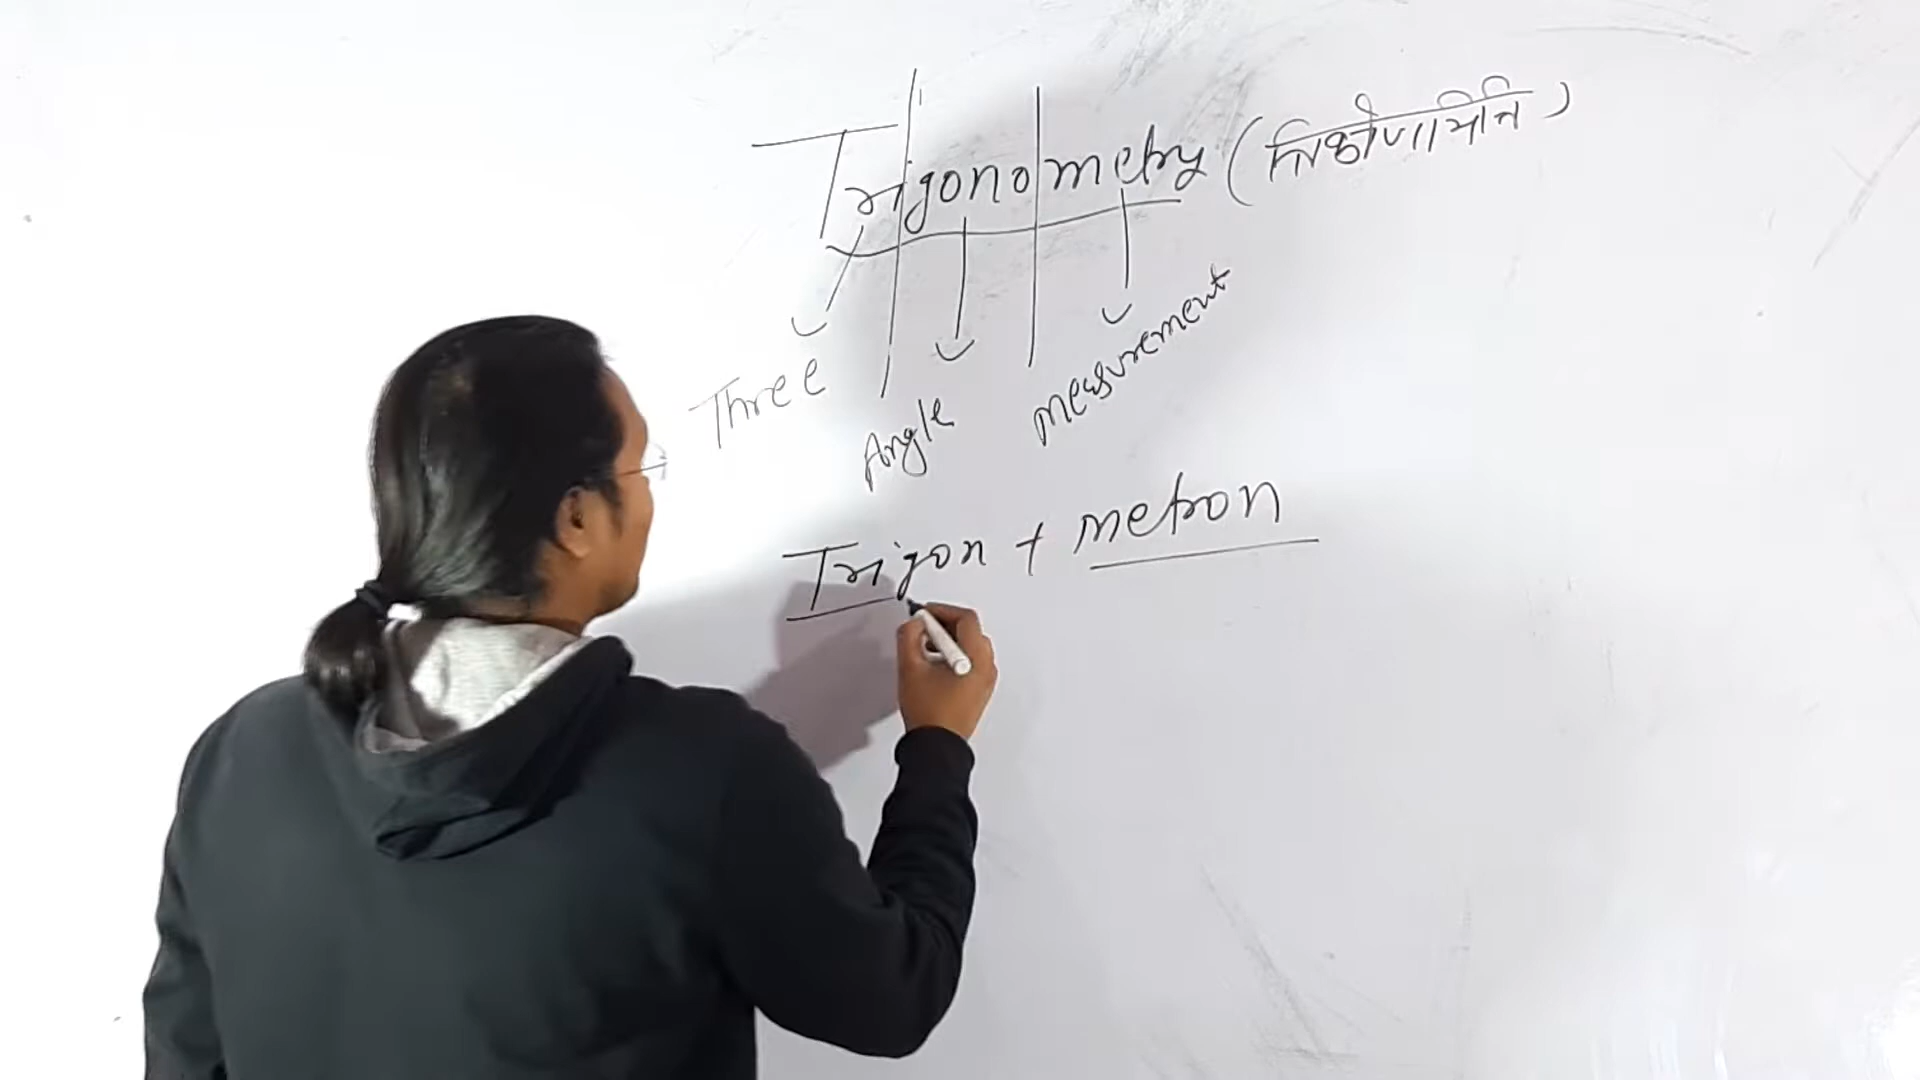 Trigonometry (त्रिकोणमिति)
Three Angle measurement
Trigon + metron